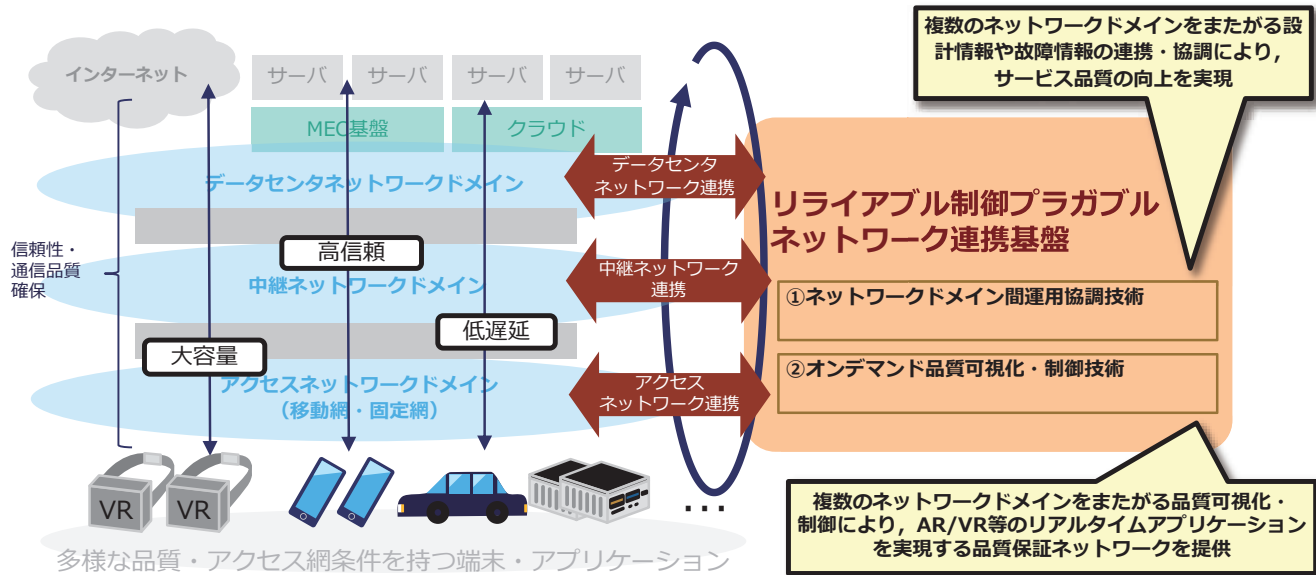 複数のネットワークドメインをまたがる設
計情報や故障情報の連携・協調により，
サービス品質の向上を実現
インターネット
サーバ
サーバ
サーバ
サーバ
MEC基盤
クラウド
データセンタネットワークドメイン
データセンタ
ネットワーク連携
リライアブル制御プラガブル
ネットワーク連携基盤
信頼性・
通信品質
確保
高信頼
中継ネットワークドメイン
中継ネットワーク
連携
①ネットワークドメイン間運用協調技術
低遅延
大容量
②オンデマンド品質可視化・制御技術
アクセスネットワークドメイン
（移動網・固定網）
アクセス
ネットワーク連携
VR
VR
...
複数のネットワークドメインをまたがる品質可視化・
制御により，AR/VR等のリアルタイムアプリケーション
を実現する品質保証ネットワークを提供
多様な品質・アクセス網条件を持つ端末・アプリケーション